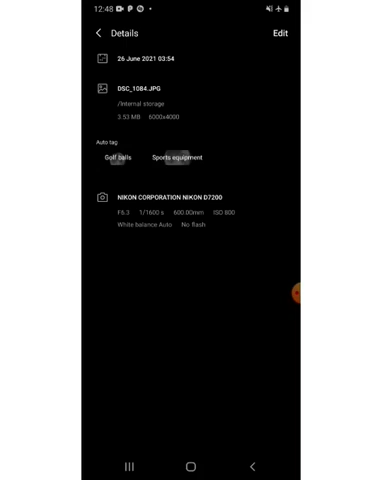 12:48
Details
Edit
26 June 2021 03:54
DSC_1084.JPG
/Internal storage
3.53 MB 6000x4000
Auto tag
Golf balls Sports equipment
NIKON CORPORATION NIKON D7200
F6.3 1/1600 s 600.00mm ISO 800
White balance Auto No flash